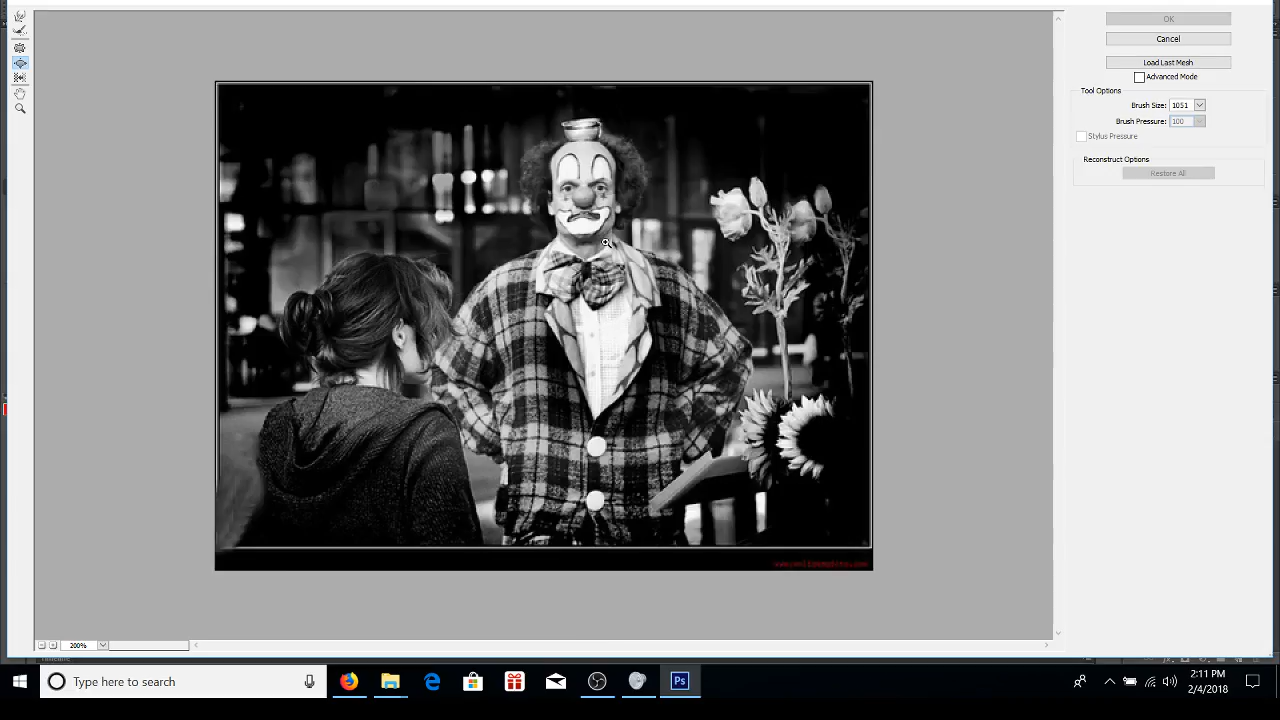 OK
Cancel
Load Last Mesh
Advanced Mode
Tool Options
Brush Size: 1051
Brush Pressure: 100
Stylus Pressure
Reconstruct Options
Restore All
200%
Type here to search
Ps
2:11 PM
2/4/2018